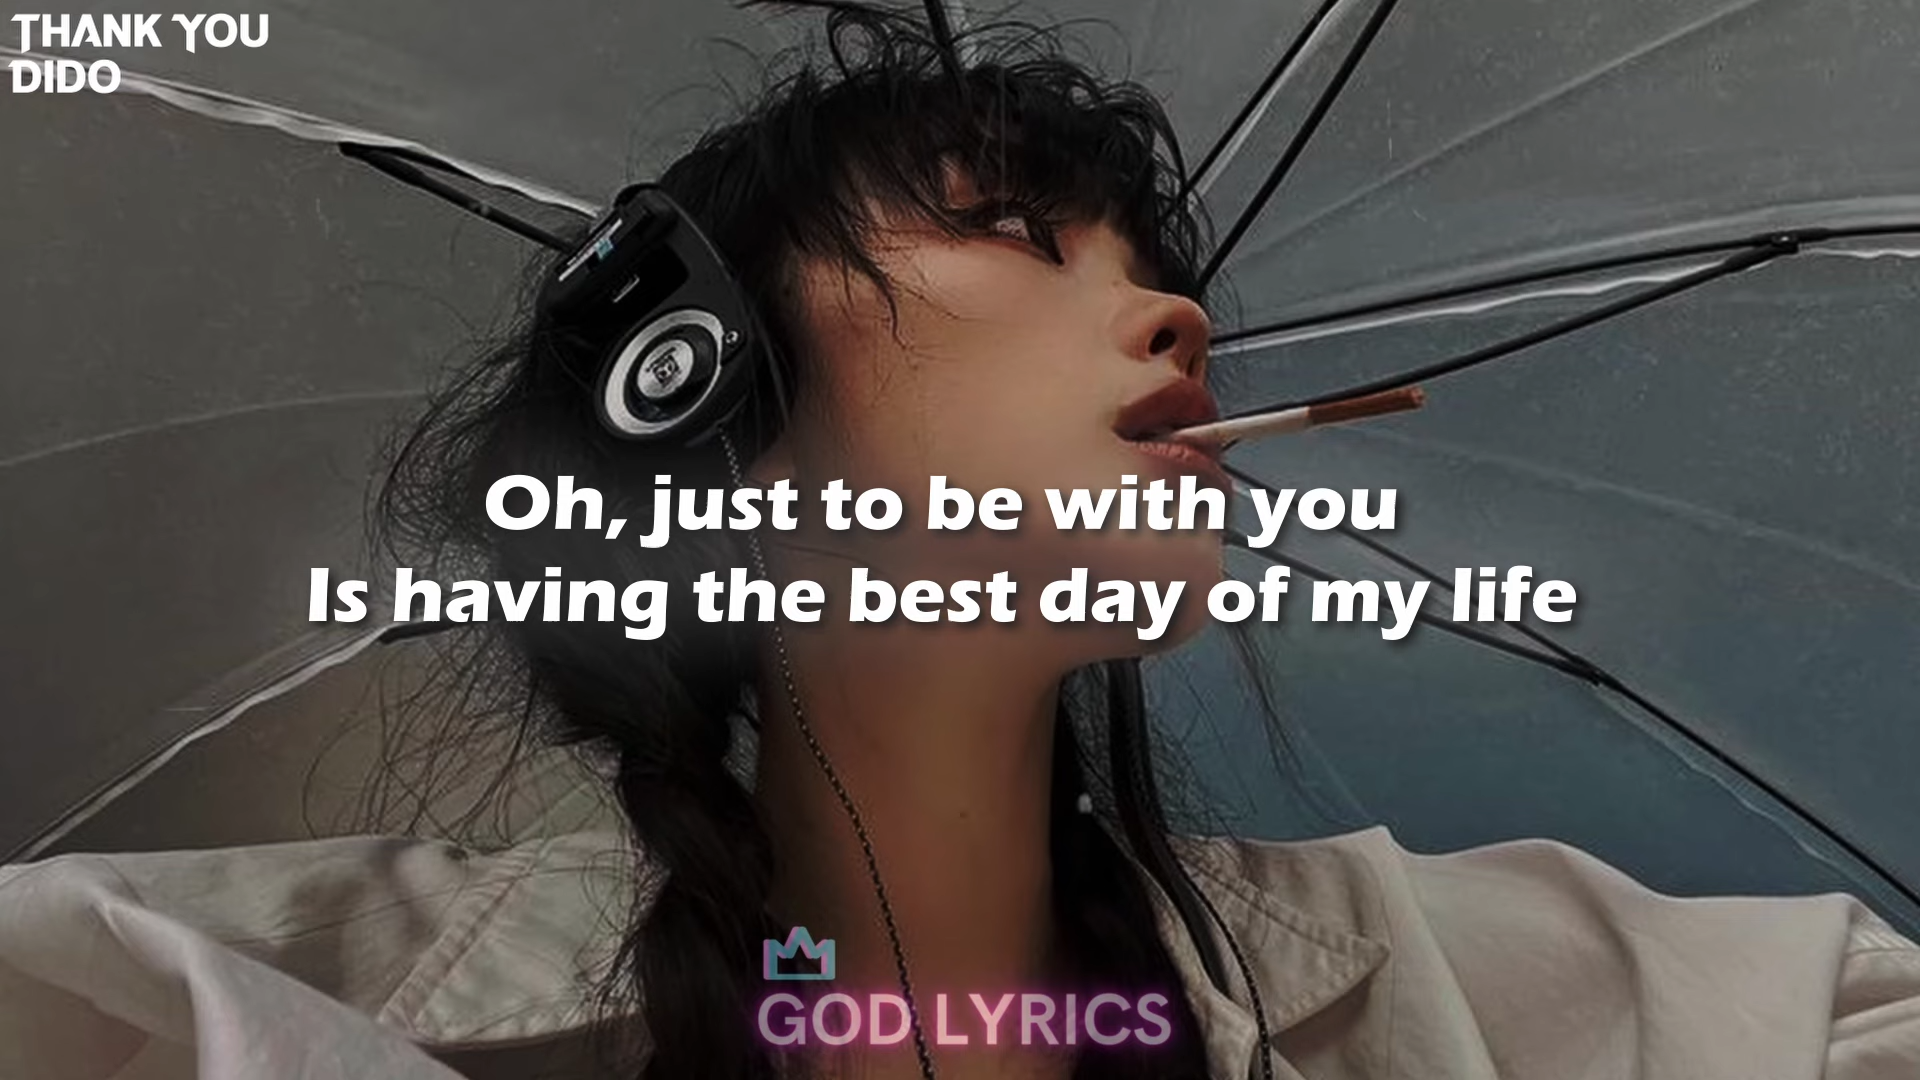 THANK YOU
DIDO
Oh, just to be with you
Is having the best day of my life
GOD LYRICS